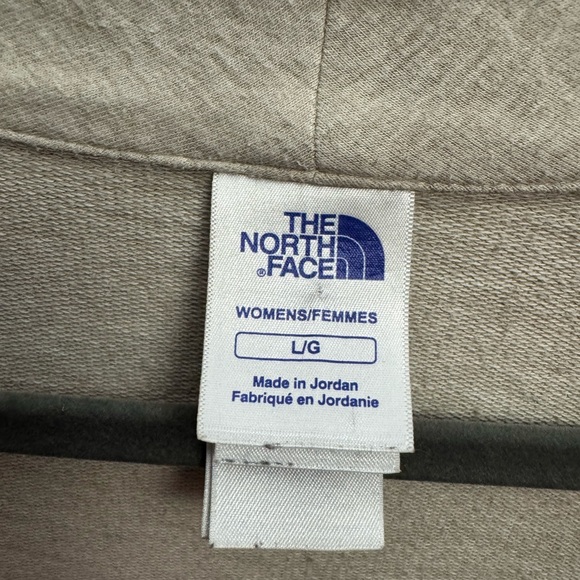 THE
NORTH
® FACE
WOMENS/FEMMES
L/G
Made in Jordan
Fabriqué en Jordanie